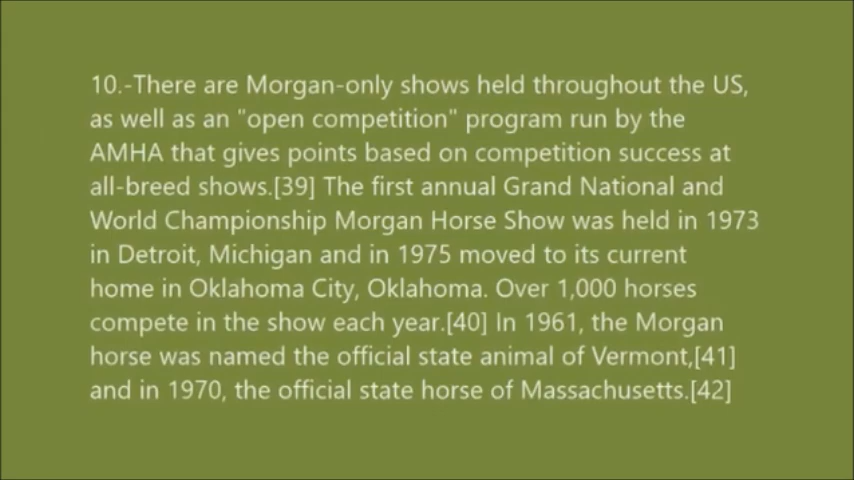 10.-There are Morgan-only shows held throughout the US,
as well as an "open competition" program run by the
AMHA that gives points based on competition success at
all-breed shows.[39] The first annual Grand National and
World Championship Morgan Horse Show was held in 1973
in Detroit, Michigan and in 1975 moved to its current
home in Oklahoma City, Oklahoma. Over 1,000 horses
compete in the show each year.[40] In 1961, the Morgan
horse was named the official state animal of Vermont,[41]
and in 1970, the official state horse of Massachusetts.[42]